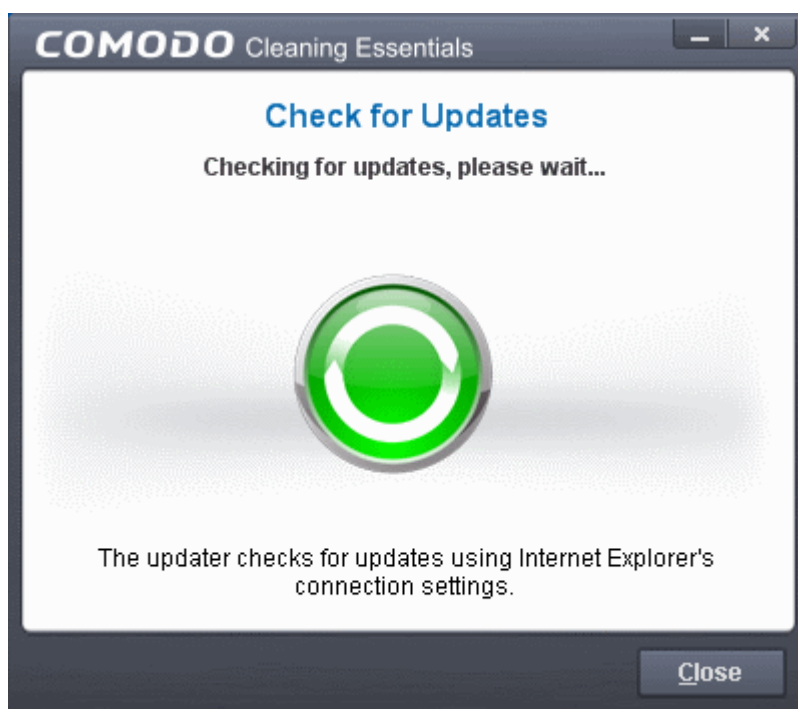 COMODO Cleaning Essentials
Check for Updates
Checking for updates, please wait...
The updater checks for updates using Internet Explorer's
connection settings.
Close